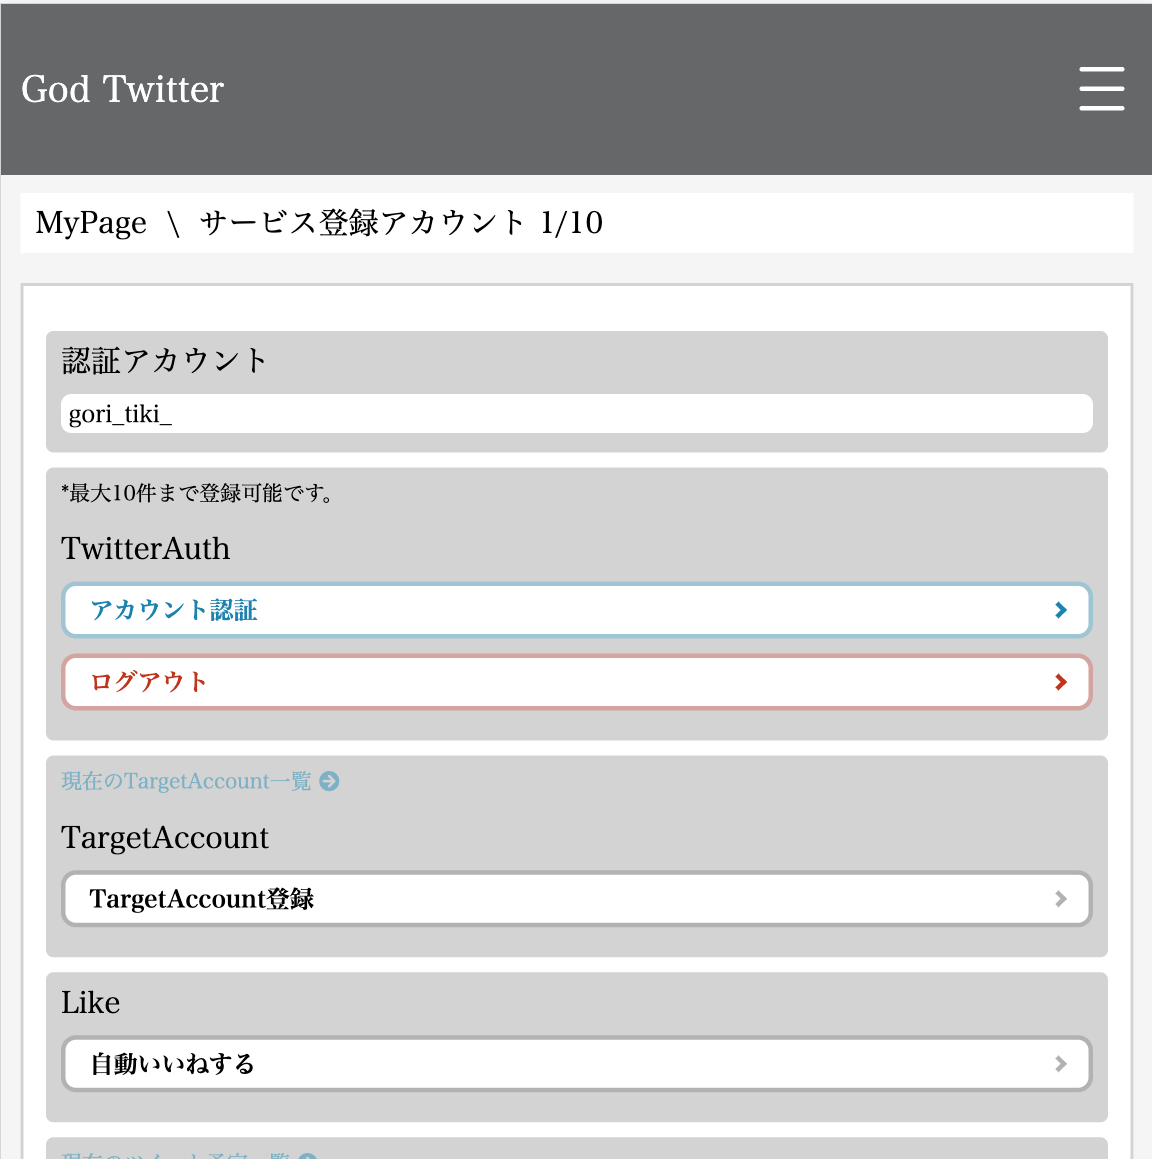 God Twitter
MyPage \ サービス登録アカウント 1/10
認証アカウント
gori_tiki_
*最大10件まで登録可能です。
TwitterAuth
アカウント認証
ログアウト
現在のTargetAccount一覧
TargetAccount
TargetAccount登録
Like
自動いいねする